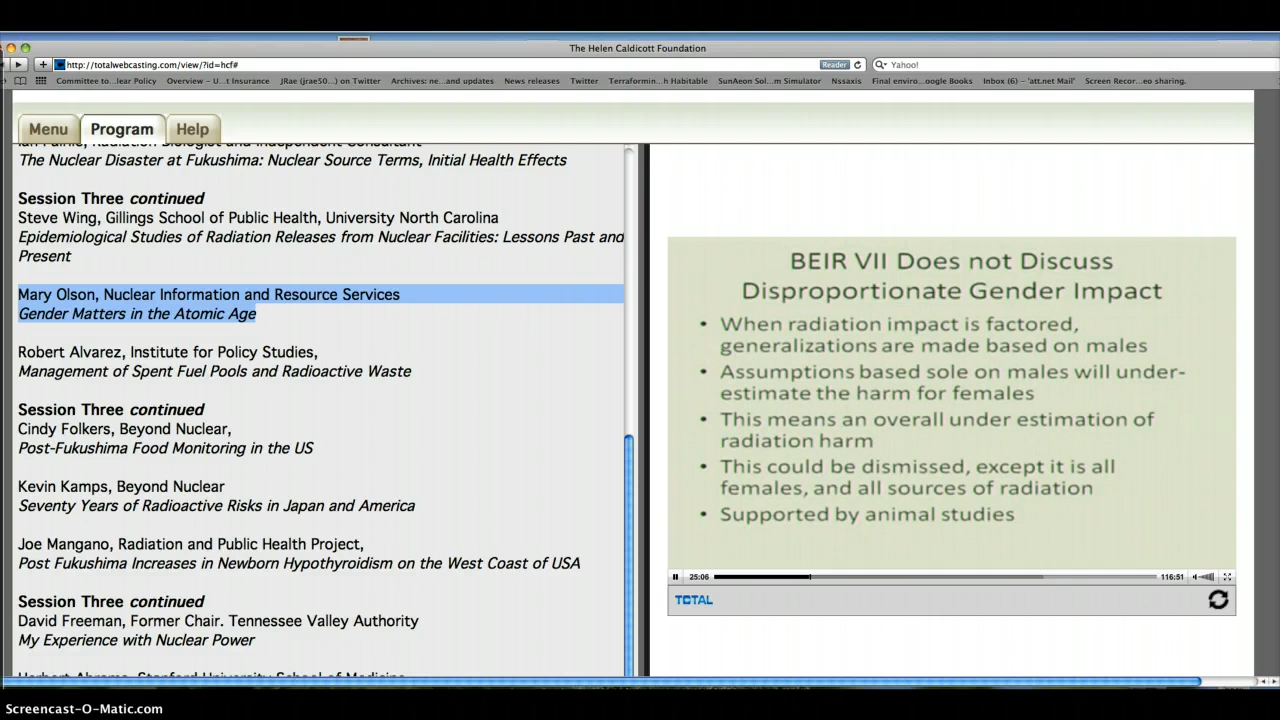 The Helen Caldicott Foundation
http://totalwebcasting.com/view/?id=hcf#
Reader
Yahoo!
Committee to...lear Policy
Overview – U...t Insurance
JRae (jrae50...) on Twitter
Archives: ne...and updates
News releases
Twitter
Terraformin...h Habitable
SunAeon Sol...m Simulator
Nssaxis
Final enviro...oogle Books
Inbox (6) – 'att.net Mail'
Screen Recor...eo sharing.
Menu
Program
Help
The Nuclear Disaster at Fukushima: Nuclear Source Terms, Initial Health Effects
Session Three continued
Steve Wing, Gillings School of Public Health, University North Carolina
Epidemiological Studies of Radiation Releases from Nuclear Facilities: Lessons Past and
Present
Mary Olson, Nuclear Information and Resource Services
Gender Matters in the Atomic Age
Robert Alvarez, Institute for Policy Studies,
Management of Spent Fuel Pools and Radioactive Waste
Session Three continued
Cindy Folkers, Beyond Nuclear,
Post-Fukushima Food Monitoring in the US
Kevin Kamps, Beyond Nuclear
Seventy Years of Radioactive Risks in Japan and America
Joe Mangano, Radiation and Public Health Project,
Post Fukushima Increases in Newborn Hypothyroidism on the West Coast of USA
Session Three continued
David Freeman, Former Chair. Tennessee Valley Authority
My Experience with Nuclear Power
BEIR VII Does not Discuss
Disproportionate Gender Impact
• When radiation impact is factored,
generalizations are made based on males
• Assumptions based sole on males will under-
estimate the harm for females
• This means an overall under estimation of
radiation harm
• This could be dismissed, except it is all
females, and all sources of radiation
• Supported by animal studies
25:06
116:51
TOTAL
Screencast-O-Matic.com